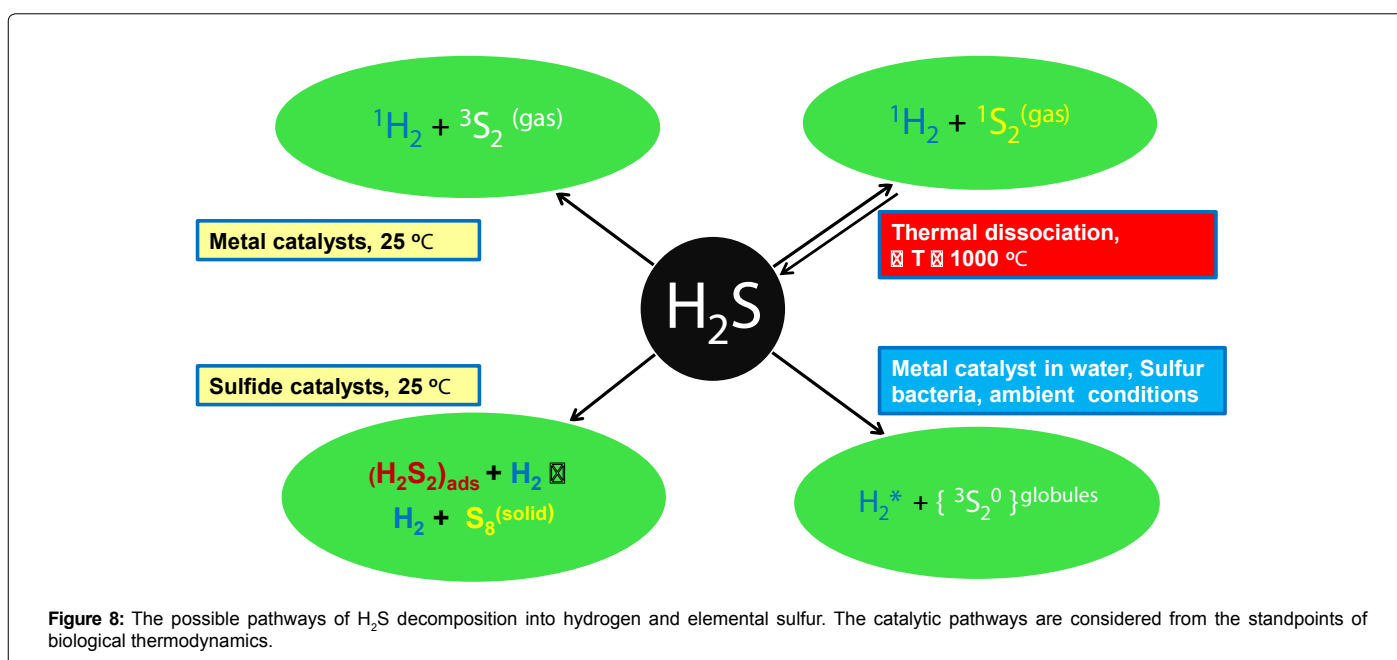 ¹H₂ + ³S₂ (gas)
¹H₂ + ¹S₂(gas)
Metal catalysts, 25 ºC
Thermal dissociation,
T 1000 ºC
H₂S
Sulfide catalysts, 25 ºC
Metal catalyst in water, Sulfur
bacteria, ambient conditions
(H₂S₂)ads + H₂
H₂ + S₈(solid)
H₂* + { ³S₂⁰ }globules
Figure 8: The possible pathways of H₂S decomposition into hydrogen and elemental sulfur. The catalytic pathways are considered from the standpoints of
biological thermodynamics.